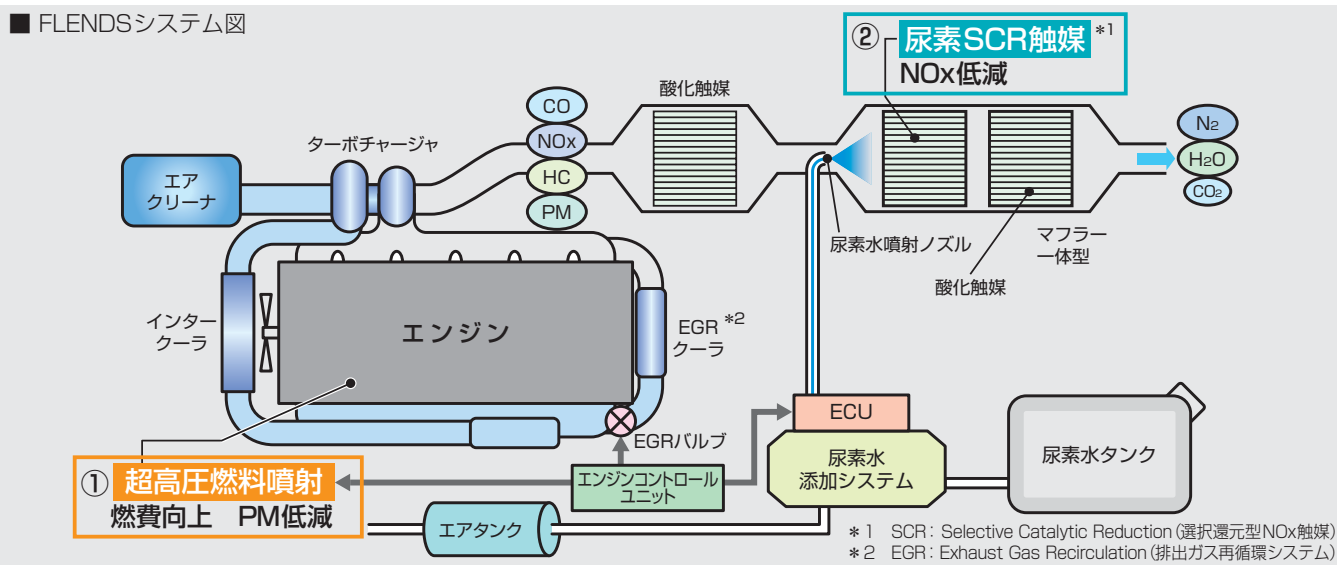 ■ FLENDSシステム図
② 尿素SCR触媒 *1
NOx低減
酸化触媒
CO
NOx
HC
PM
ターボチャージャ
エア
クリーナ
N2
H2O
CO2
尿素水噴射ノズル
マフラー
一体型
酸化触媒
インター
クーラ
エンジン
EGR *2
クーラ
ECU
EGRバルブ
尿素水
添加システム
尿素水タンク
① 超高圧燃料噴射
燃費向上 PM低減
エンジンコントロール
ユニット
エアタンク
*1 SCR: Selective Catalytic Reduction(選択還元型NOx触媒)
*2 EGR: Exhaust Gas Recirculation(排出ガス再循環システム)